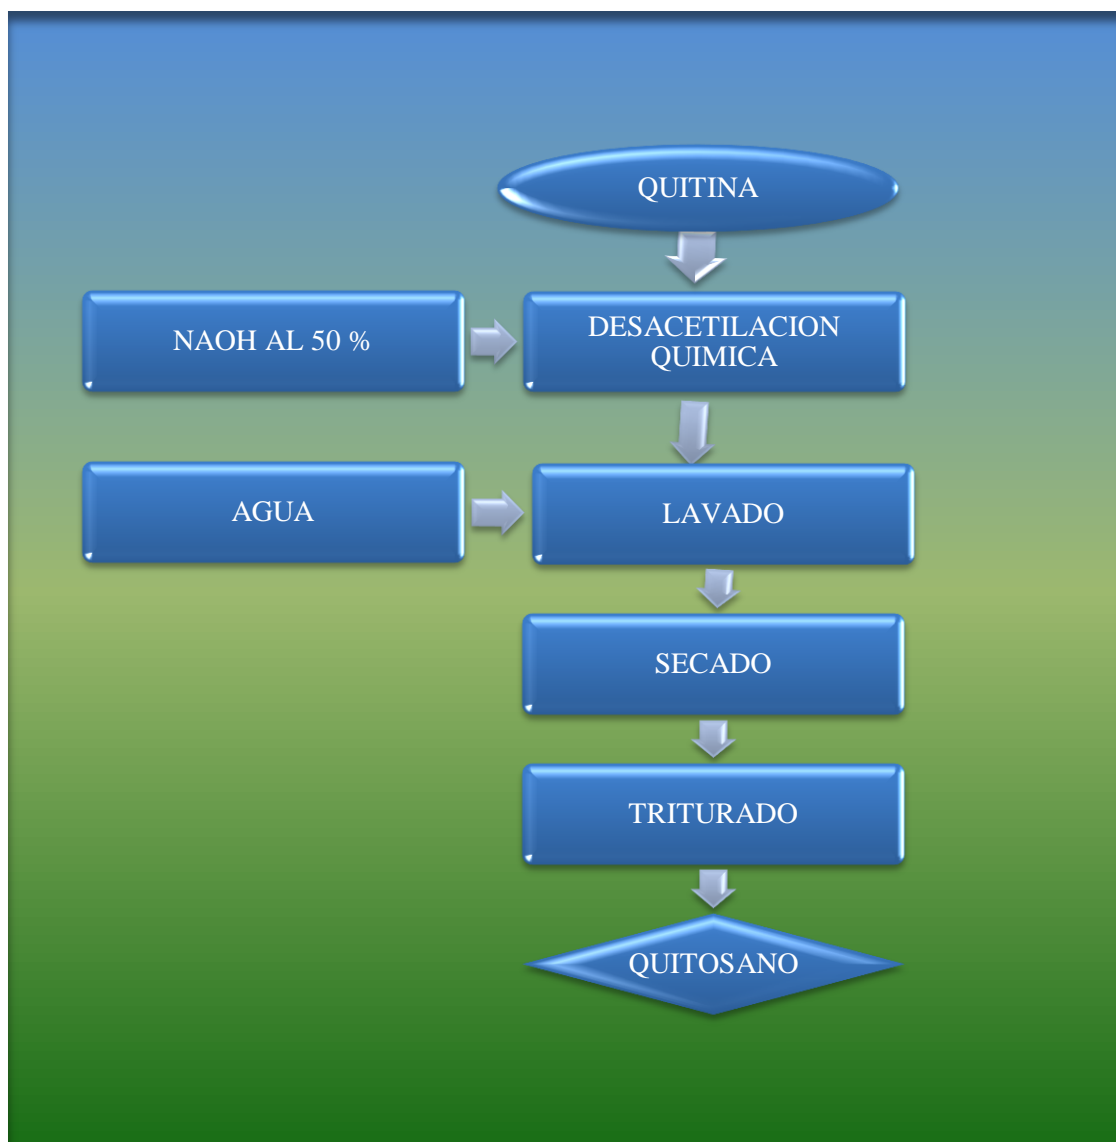 QUITINA
NAOH AL 50 %
DESACETILACION
QUIMICA
AGUA
LAVADO
SECADO
TRITURADO
QUITOSANO